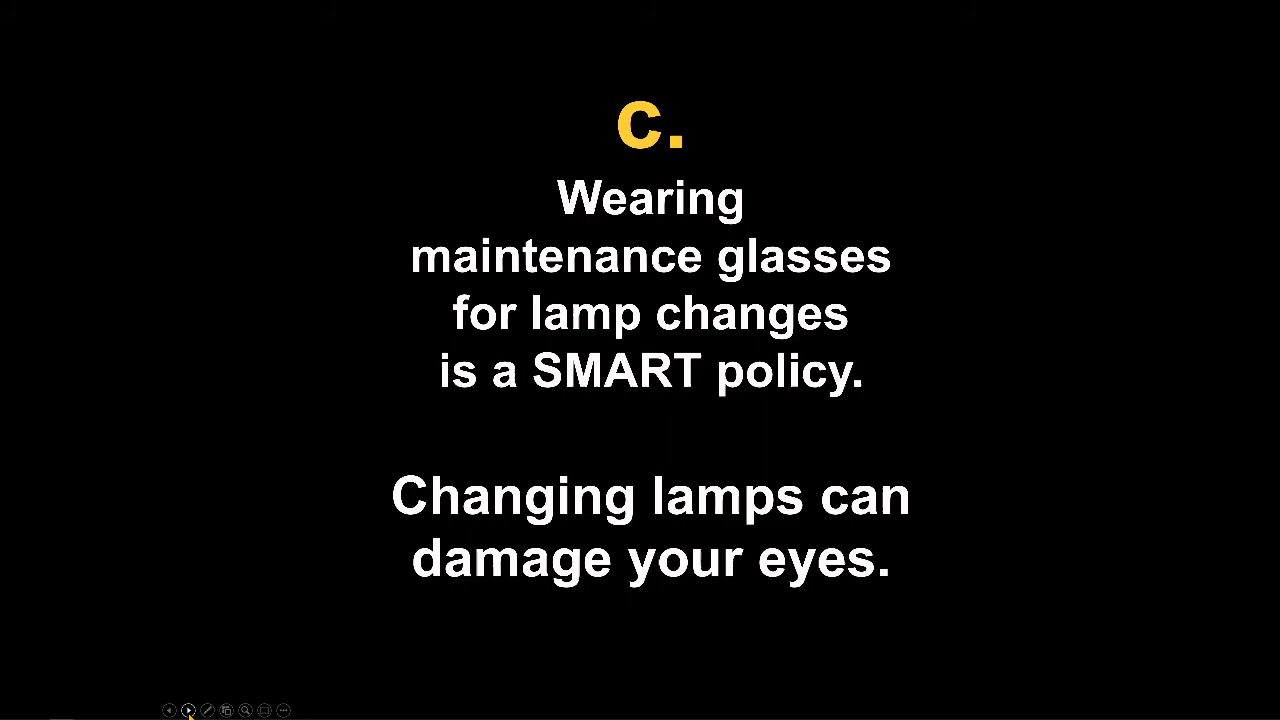 c.
Wearing
maintenance glasses
for lamp changes
is a SMART policy.
Changing lamps can
damage your eyes.